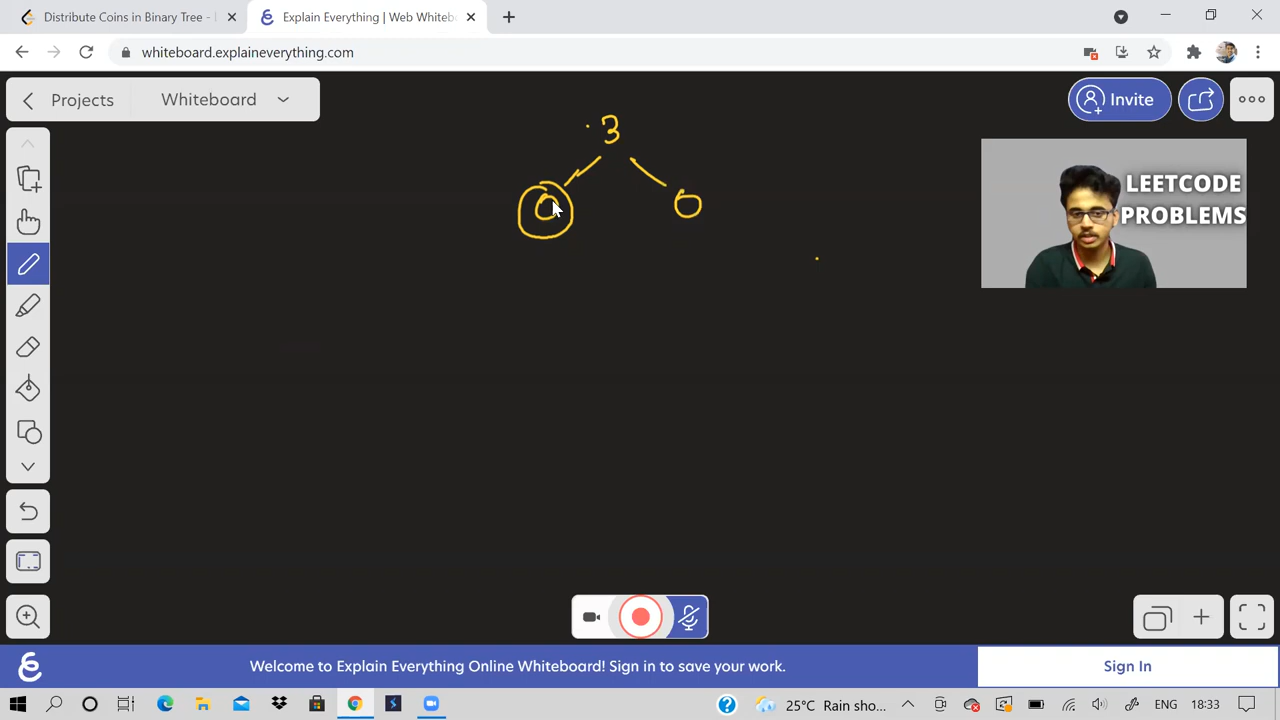 Distribute Coins in Binary Tree -
Explain Everything | Web Whiteb
whiteboard.explaineverything.com
Projects
Whiteboard
Invite
3
0 0
LEETCODE
PROBLEMS
Welcome to Explain Everything Online Whiteboard! Sign in to save your work.
Sign In
25°C Rain sho...
ENG
18:33